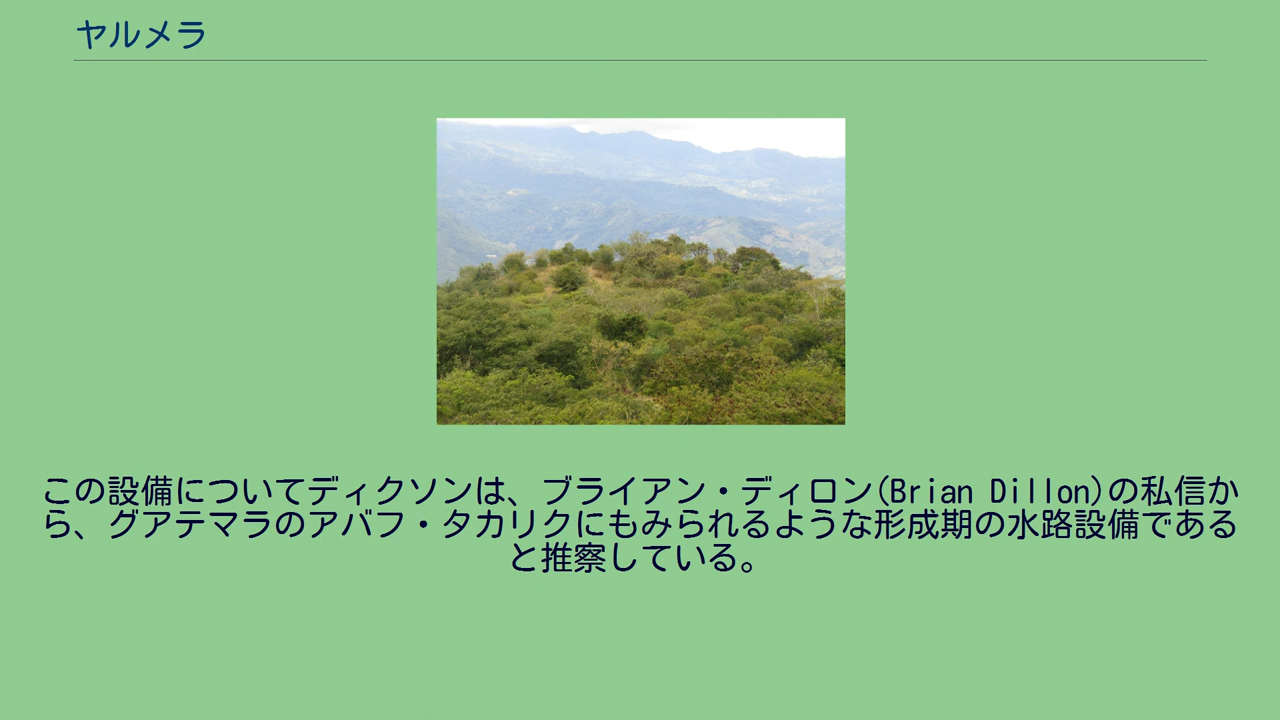 ヤルメラ
この設備についてディクソンは、ブライアン・ディロン(Brian Dillon)の私信か
ら、グアテマラのアバフ・タカリクにもみられるような形成期の水路設備である
と推察している。